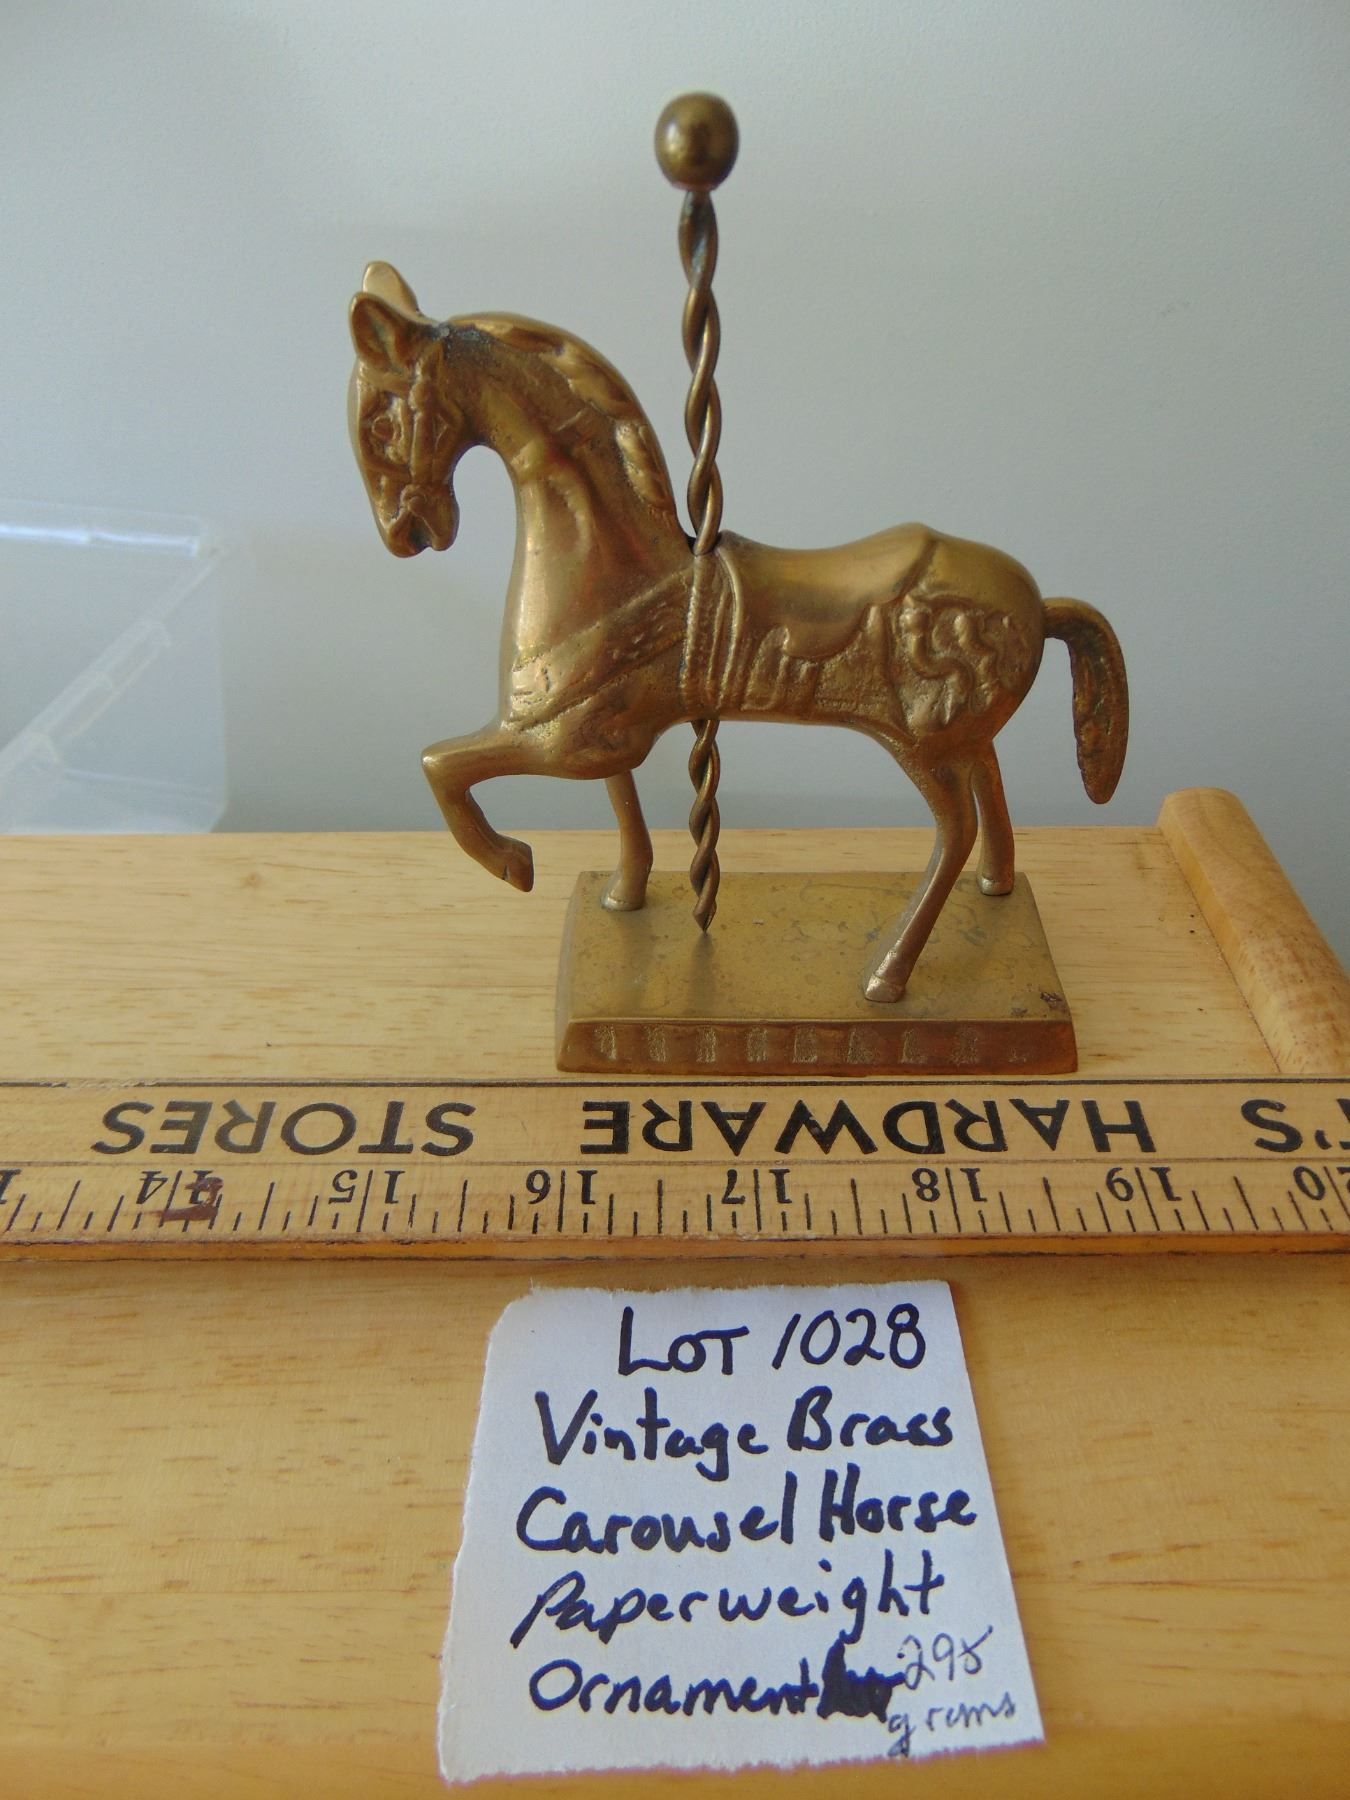 T'S HARDWARE STORES
14 15 16 17 18 19 20
Lot 1028
Vintage Brass
Carousel Horse
Paperweight
Ornament 295
grams